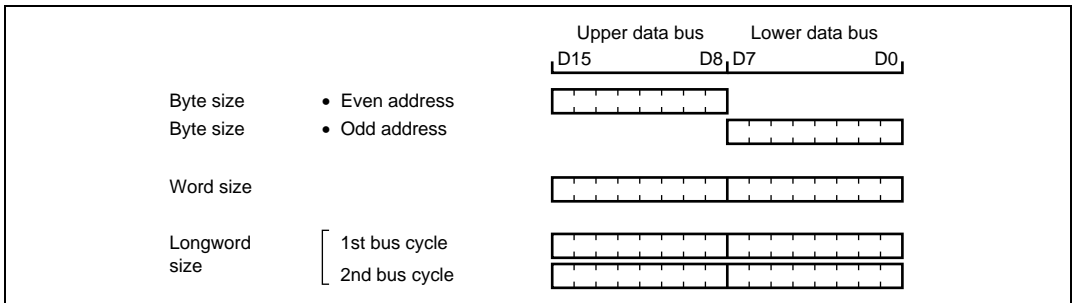 Upper data bus Lower data bus
D15 D8 D7 D0
Byte size • Even address
Byte size • Odd address
Word size
Longword size 1st bus cycle
2nd bus cycle